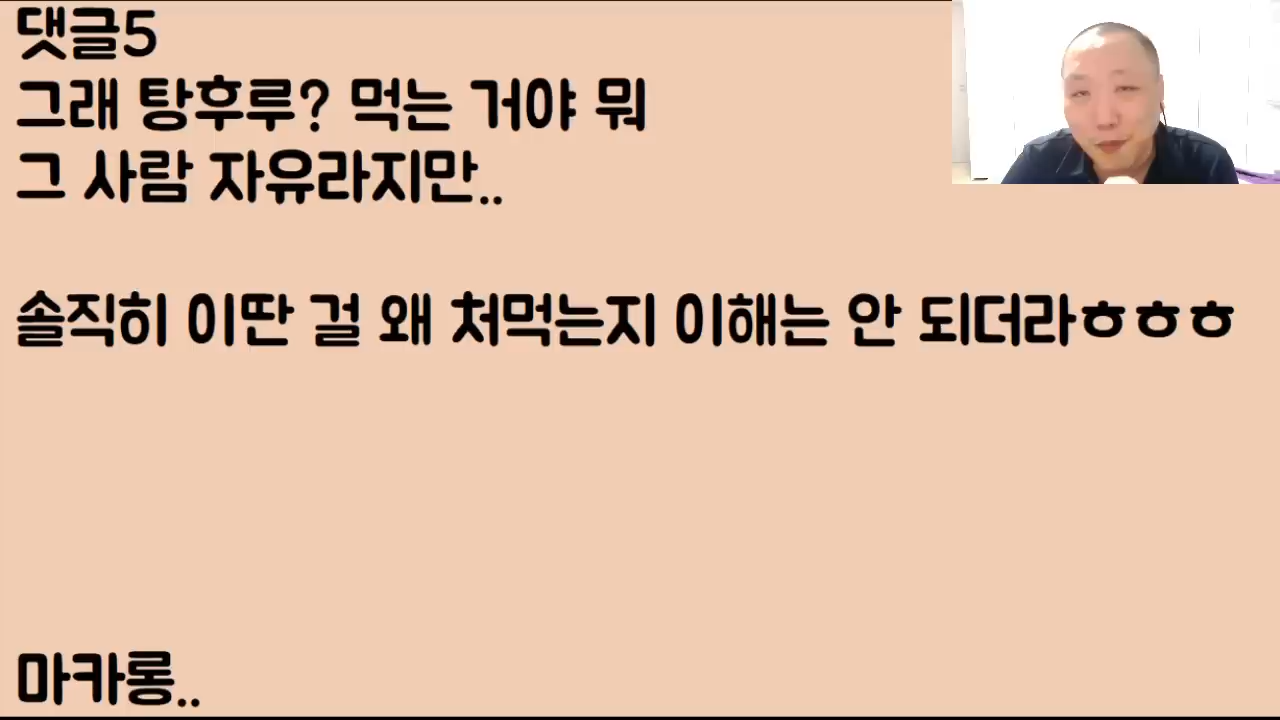 댓글5
그래 탕후루? 먹는 거야 뭐
그 사람 자유라지만..
솔직히 이딴 걸 왜 처먹는지 이해는 안 되더라ㅎㅎㅎ
마카롱..